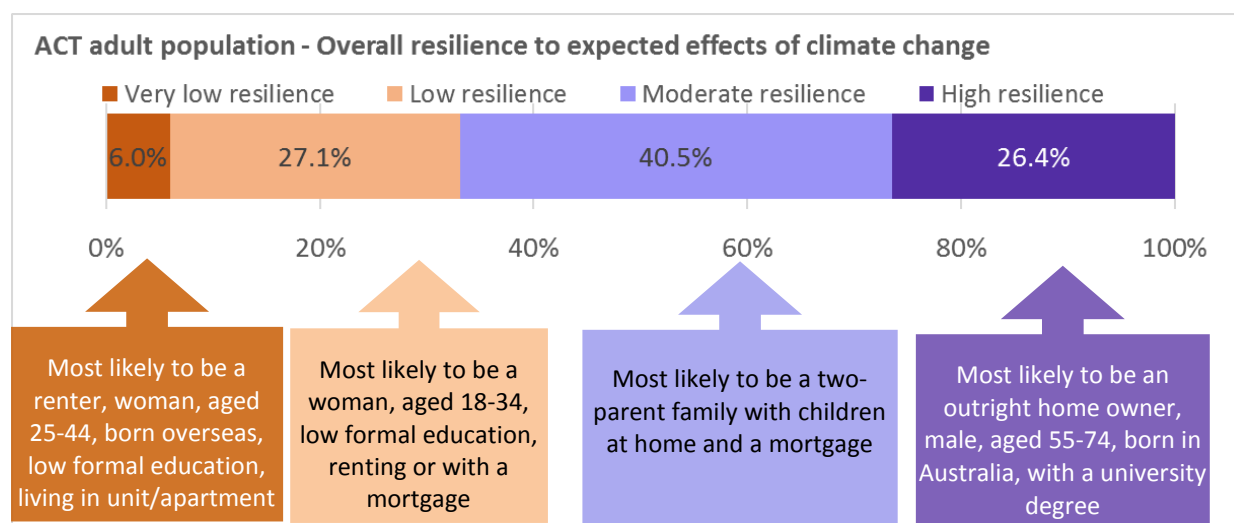 ACT adult population - Overall resilience to expected effects of climate change
Very low resilience
Low resilience
Moderate resilience
High resilience
6.0%
27.1%
40.5%
26.4%
0%
20%
40%
60%
80%
100%
Most likely to be a
renter, woman, aged
25-44, born overseas,
low formal education,
living in unit/apartment
Most likely to be a
woman, aged 18-34,
low formal education,
renting or with a
mortgage
Most likely to be a two-
parent family with children
at home and a mortgage
Most likely to be an
outright home owner,
male, aged 55-74, born in
Australia, with a university
degree